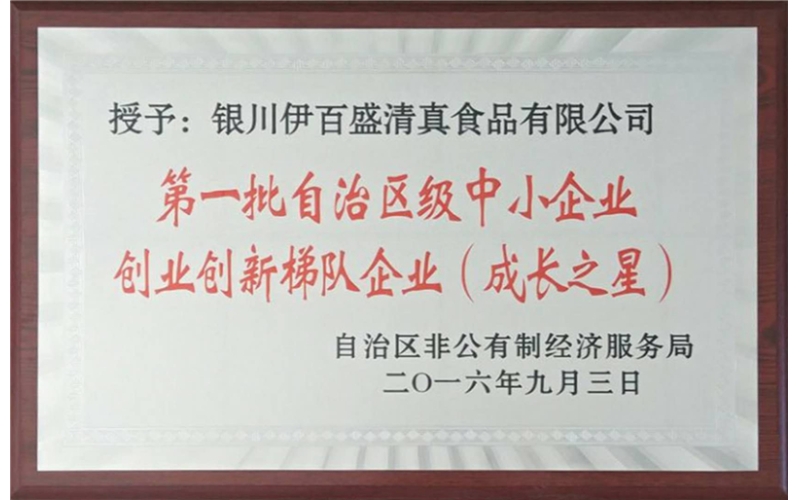 授予：银川伊百盛清真食品有限公司
第一批自治区级中小企业
创业创新梯队企业（成长之星）
自治区非公有制经济服务局
二〇一六年九月三日